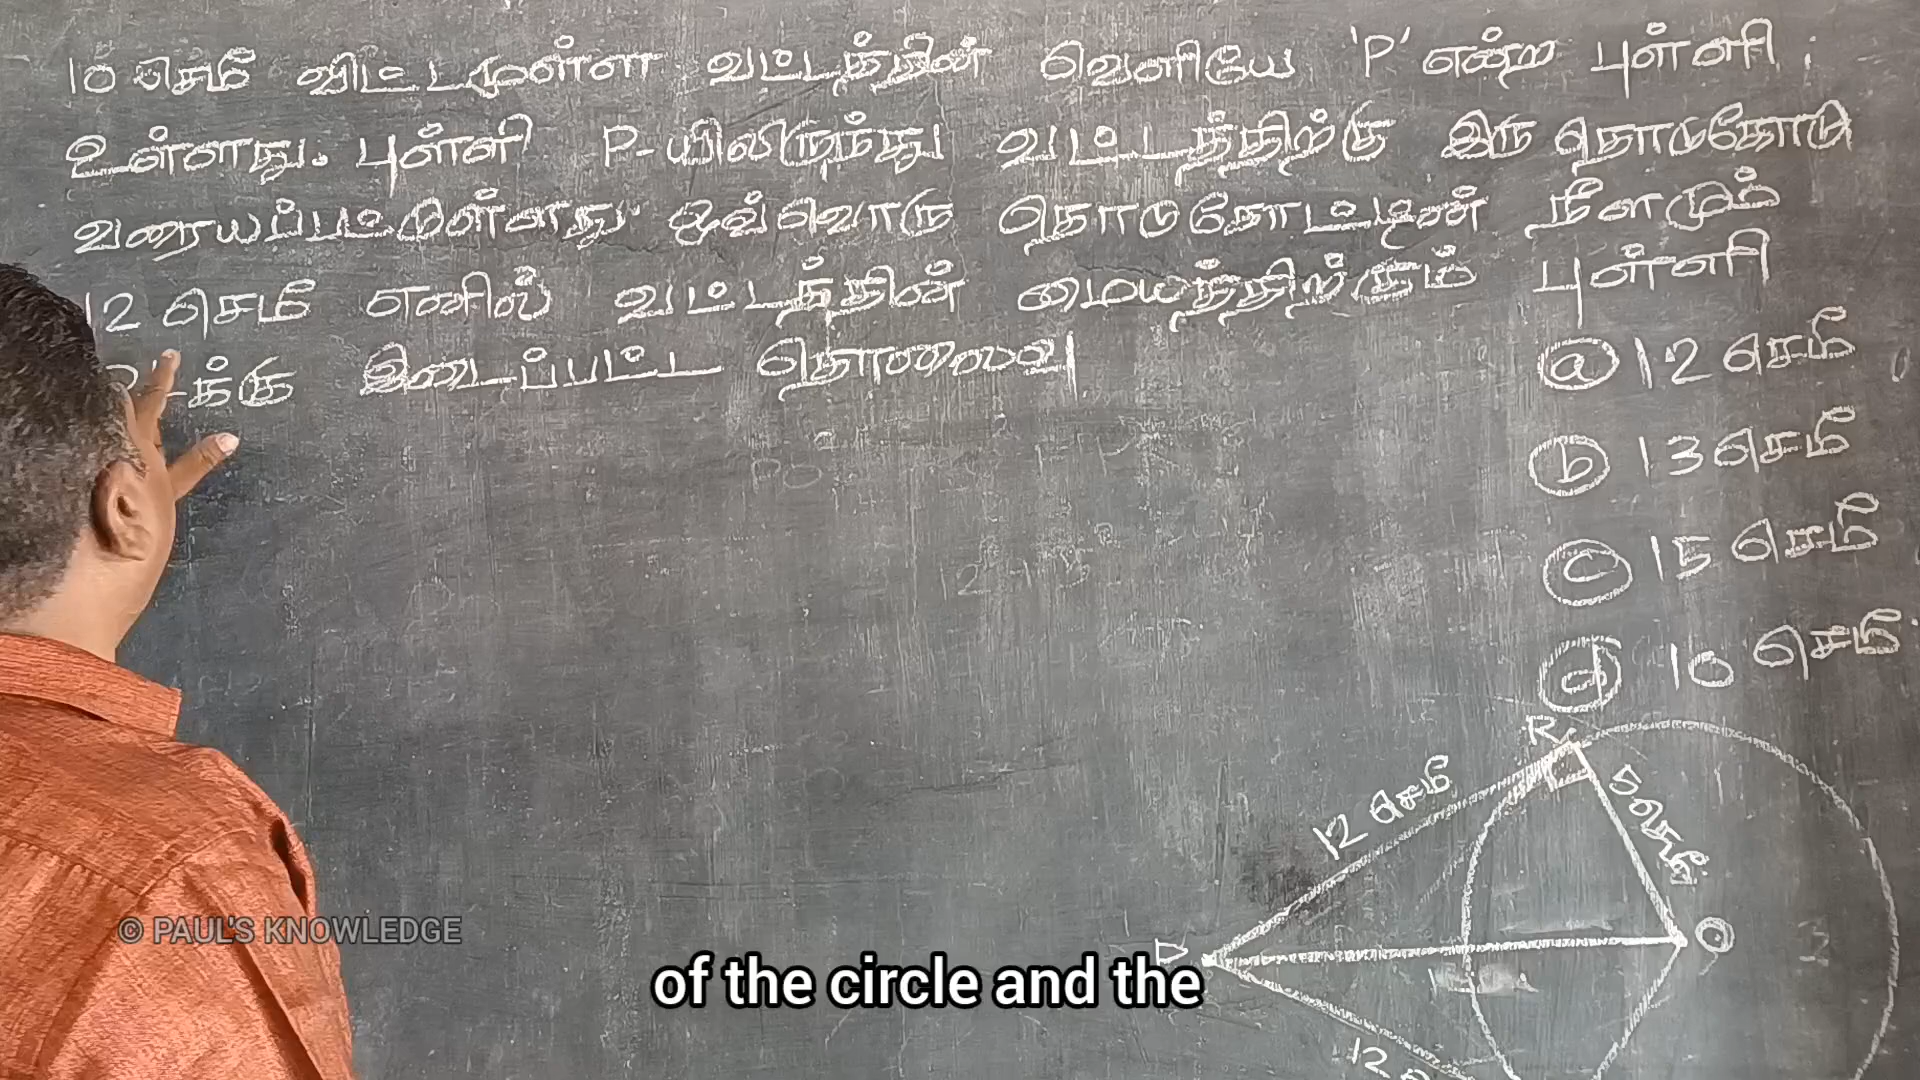 10 செமீ விட்டமுள்ள வட்டத்தின் வெளியே 'P' என்ற புள்ளி
உள்ளது. புள்ளி P-யிலிருந்து வட்டத்திற்கு இரு தொடுகோடு
வரையப்பட்டுள்ளது. ஒவ்வொரு தொடுகோட்டின் நீளமும்
12 செமீ எனில் வட்டத்தின் மையத்திற்கும் புள்ளி
க்கு இடைப்பட்ட தொலைவு
(a) 12 செமீ
(b) 13 செமீ
(c) 15 செமீ
(d) 10 செமீ
R
12 செமீ
5 செமீ
P
O
12
© PAUL'S KNOWLEDGE
of the circle and the